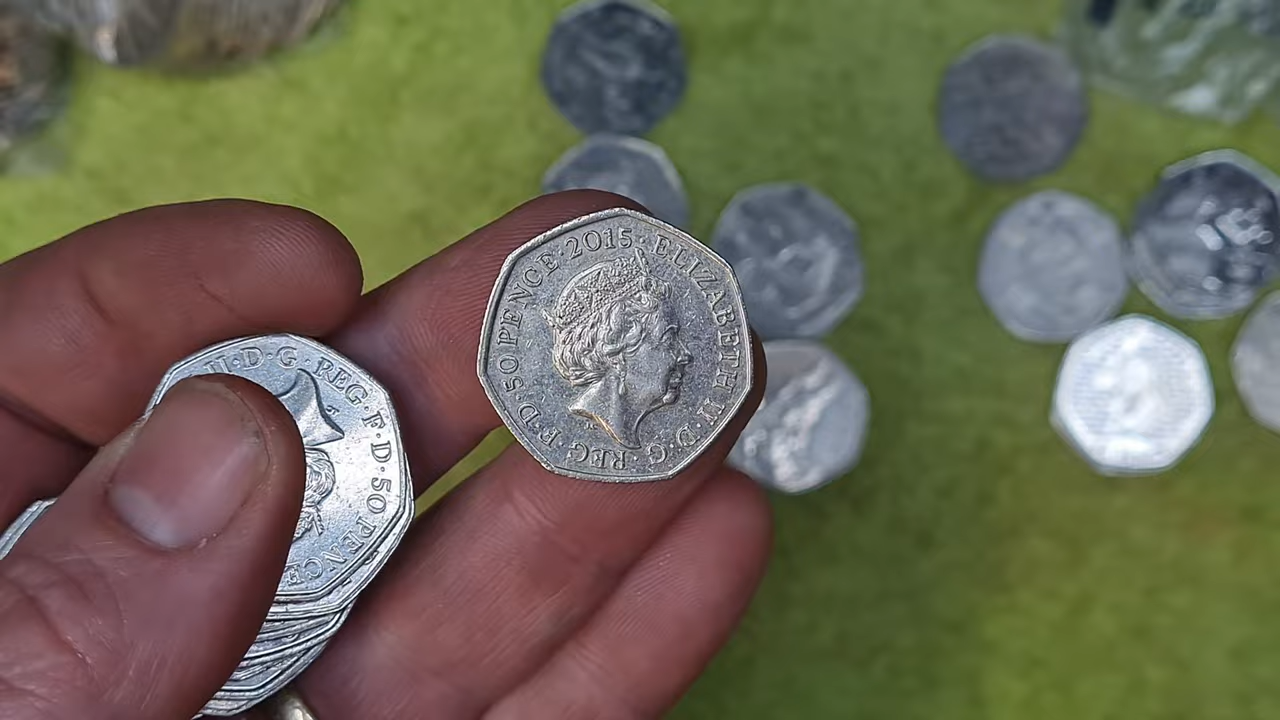 ELIZABETH II · D · G · REG · F · D · 50 PENCE · 2015 ·
II · D · G · REG · F · D · 50 PENCE